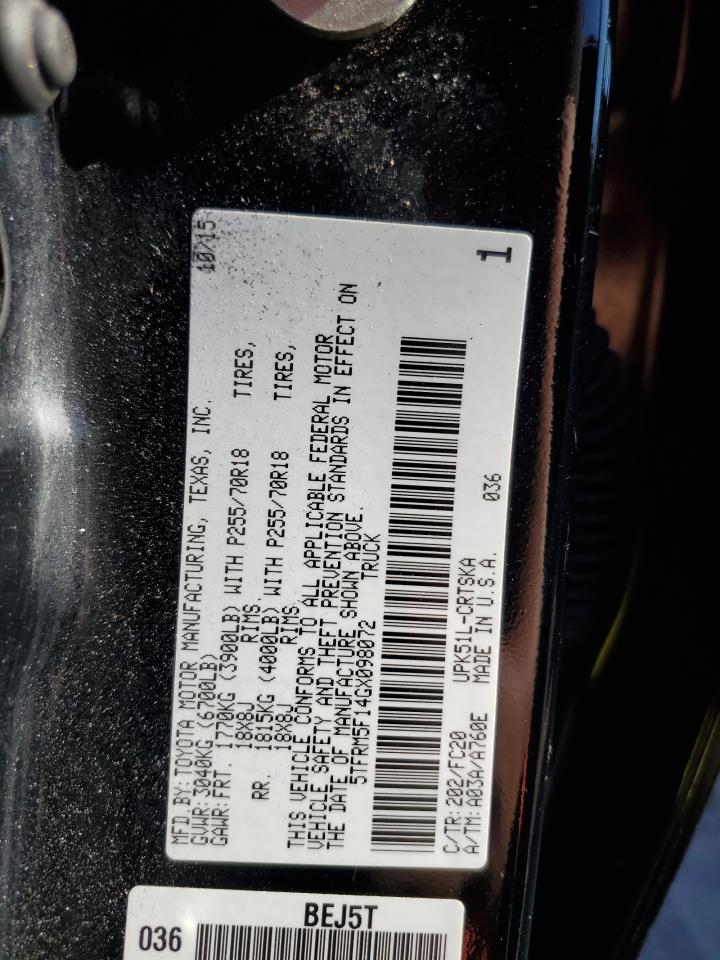 MFD BY: TOYOTA MOTOR MANUFACTURING, TEXAS, INC. 10/15
GVWR: 3040KG (6700LB)
GAWR: FRT. 1770KG (3900LB) WITH P255/70R18 TIRES,
18X8J RIMS.
RR. 1815KG (4000LB) WITH P255/70R18 TIRES,
18X8J RIMS.
THIS VEHICLE CONFORMS TO ALL APPLICABLE FEDERAL MOTOR
VEHICLE SAFETY AND THEFT PREVENTION STANDARDS IN EFFECT ON
THE DATE OF MANUFACTURE SHOWN ABOVE.
5TFRM5F14GX098072 TRUCK
C/TR: 202/FC20 UPK51L-CRTSKA 036
A/TM: A03A/A760E MADE IN U.S.A.
1
BEJ5T
036